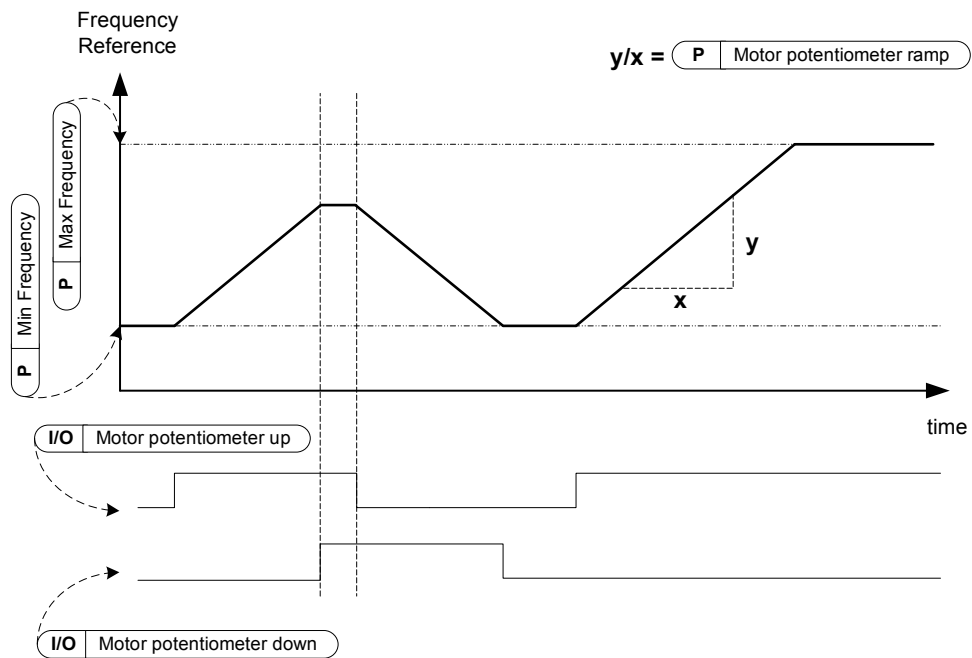 Frequency
Reference
y/x = P Motor potentiometer ramp
P Max Frequency
P Min Frequency
y
x
time
I/O Motor potentiometer up
I/O Motor potentiometer down